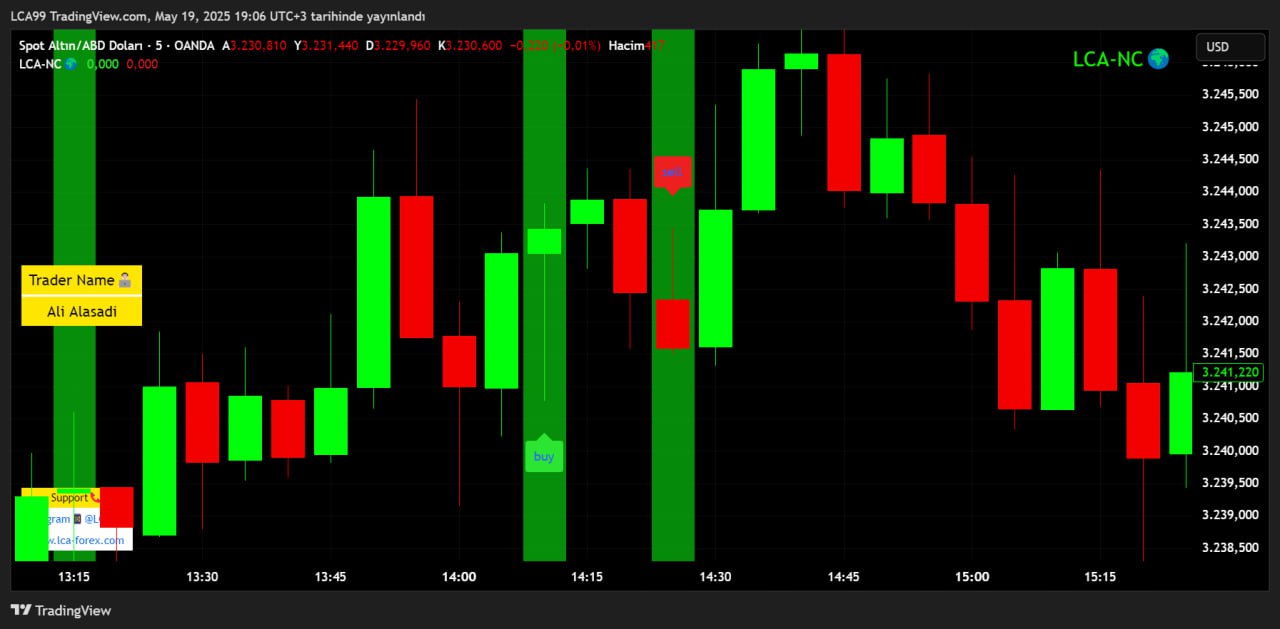 LCA99 TradingView.com, May 19, 2025 19:06 UTC+3 tarihinde yayınlandı
Spot Altın/ABD Doları · 5 · OANDA A3.230,810 Y3.231,440 D3.229,960 K3.230,600 −0,220 (−0,01%) Hacim417
LCA-NC 0,000 0,000
LCA-NC
USD
3.245,500
3.245,000
3.244,500
3.244,000
3.243,500
3.243,000
3.242,500
3.242,000
3.241,500
3.241,220
3.241,000
3.240,500
3.240,000
3.239,500
3.239,000
3.238,500
sell
buy
Trader Name
Ali Alasadi
Support
.lca-forex.com
13:15 13:30 13:45 14:00 14:15 14:30 14:45 15:00 15:15
TradingView